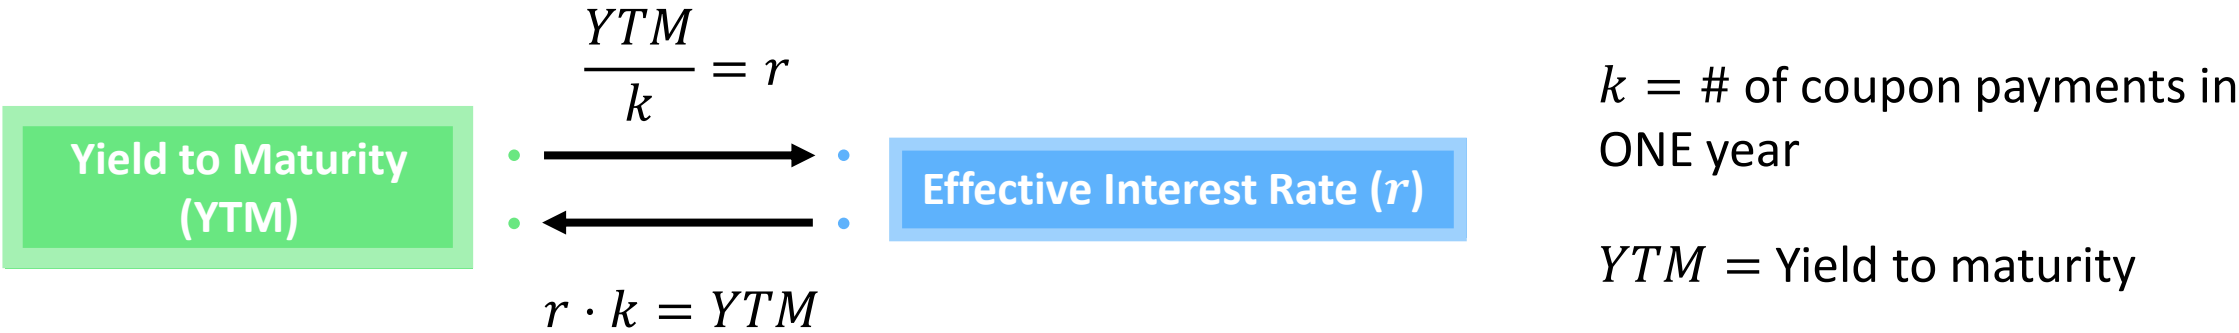 YTM
k
= r
Yield to Maturity
(YTM)
Effective Interest Rate (r)
r · k = YTM
k = # of coupon payments in
ONE year
YTM = Yield to maturity